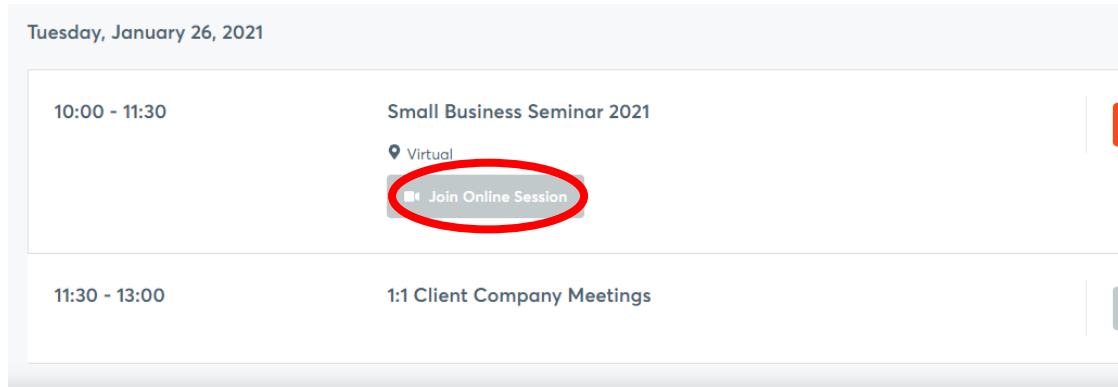 Tuesday, January 26, 2021
10:00 - 11:30
Small Business Seminar 2021
Virtual
Join Online Session
11:30 - 13:00
1:1 Client Company Meetings